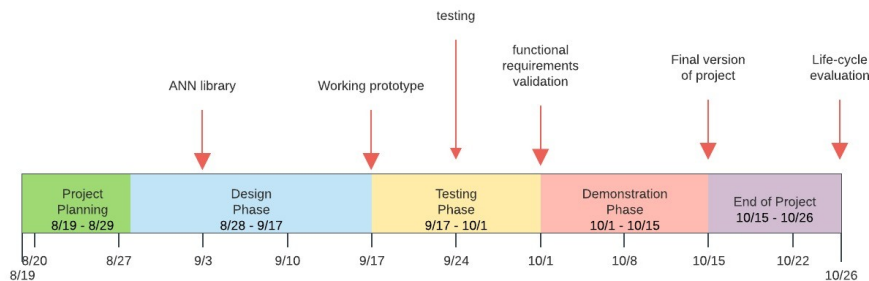 testing
functional
requirements
validation
Final version
of project
Life-cycle
evaluation
ANN library
Working prototype
Project
Planning
8/19 - 8/29
Design
Phase
8/28 - 9/17
Testing
Phase
9/17 - 10/1
Demonstration
Phase
10/1 - 10/15
End of Project
10/15 - 10/26
8/20
8/27
9/3
9/10
9/17
9/24
10/1
10/8
10/15
10/22
8/19
10/26